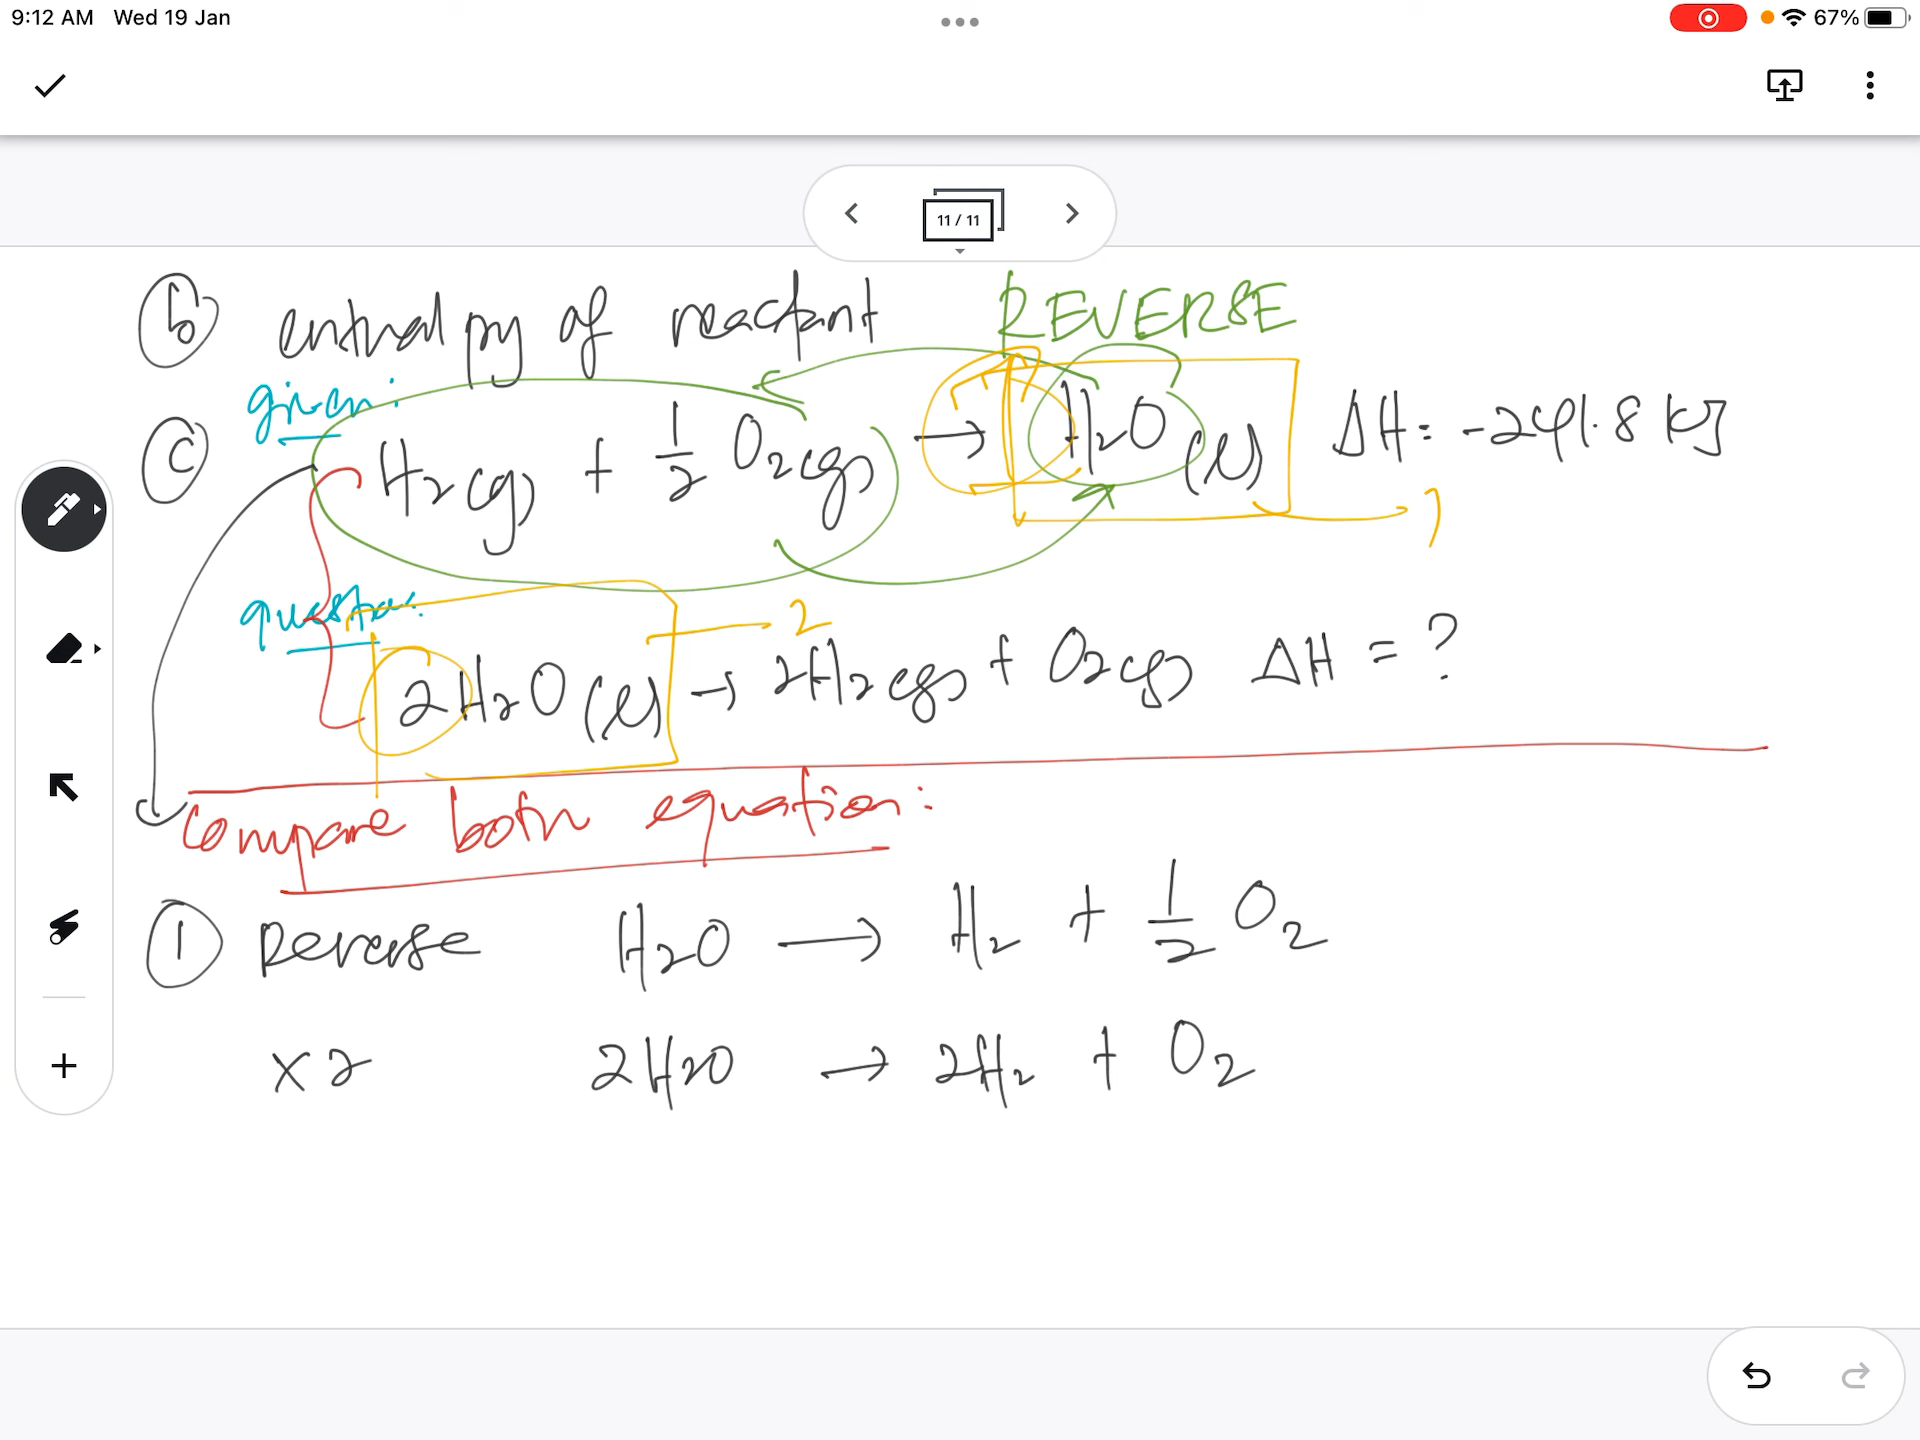 9:12 AM Wed 19 Jan
67%
11 / 11
b enthalpy of reactant REVERSE
given:
c H2(g) + 1/2 O2(g) → H2O(l) ΔH = -241.8 kJ
1
question:
2
2H2O(l) → 2H2(g) + O2(g) ΔH = ?
Compare both equation:
1 Reverse H2O → H2 + 1/2 O2
x2 2H2O → 2H2 + O2